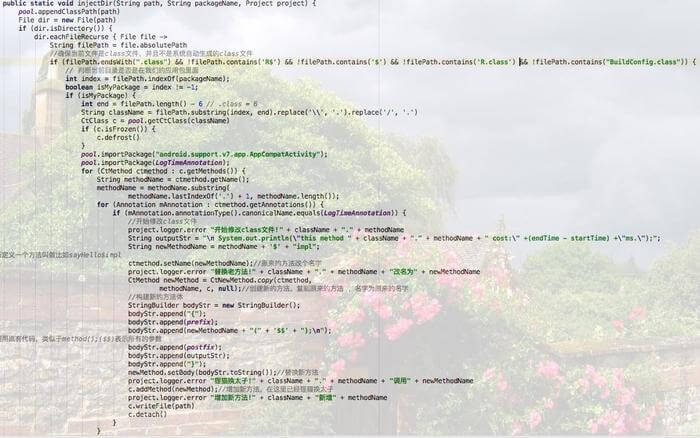 public static void injectDir(String path, String packageName, Project project) {
pool.appendClassPath(path)
File dir = new File(path)
if (dir.isDirectory()) {
dir.eachFileRecurse { File file ->
String filePath = file.absolutePath
//确保当前文件是class文件，并且不是系统自动生成的class文件
if (filePath.endsWith(".class") && !filePath.contains('R$') && !filePath.contains('$') && !filePath.contains('R.class') && !filePath.contains("BuildConfig.class")) {
// 判断当前目录是否是在我们的应用包里面
int index = filePath.indexOf(packageName);
boolean isMyPackage = index != -1;
if (isMyPackage) {
int end = filePath.length() - 6 // .class = 6
String className = filePath.substring(index, end).replace('\\', '.').replace('/', '.')
CtClass c = pool.getCtClass(className)
if (c.isFrozen()) {
c.defrost()
}
pool.importPackage("android.support.v7.app.AppCompatActivity");
pool.importPackage(LogTimeAnnotation);
for (CtMethod ctmethod : c.getMethods()) {
String methodName = ctmethod.getName();
methodName = methodName.substring(
methodName.lastIndexOf('.') + 1, methodName.length());
for (Annotation mAnnotation : ctmethod.getAnnotations()) {
if (mAnnotation.annotationType().canonicalName.equals(LogTimeAnnotation)) {
//开始修改class文件
project.logger.error "开始修改class文件!" + className + "." + methodName
String outputStr = "\n System.out.println(\"this method " + className + "." + methodName + " cost:\" +(endTime - startTime) +\"ms.\");";
String newMethodName = methodName + '$' + "impl";
定义一个方法叫做比如sayHello$impl
ctmethod.setName(newMethodName);//原来的方法改个名字
project.logger.error "替换老方法!" + className + "." + methodName + "改名为" + newMethodName
CtMethod newMethod = CtNewMethod.copy(ctmethod,
methodName, c, null);//创建新的方法，复制原来的方法 ，名字为原来的名字
//构建新的方法体
StringBuilder bodyStr = new StringBuilder();
bodyStr.append("{");
bodyStr.append(prefix);
bodyStr.append(newMethodName + "(" + '$$' + ");\n");
用原有代码，类似于method();($$)表示所有的参数
bodyStr.append(postfix);
bodyStr.append(outputStr);
bodyStr.append("}");
newMethod.setBody(bodyStr.toString());//替换新方法
project.logger.error "狸猫换太子!" + className + "." + methodName + "调用" + newMethodName
c.addMethod(newMethod);//增加新方法，在这里已经狸猫换太子
project.logger.error "增加新方法!" + className + "新增" + methodName
c.writeFile(path)
c.detach()
}
}